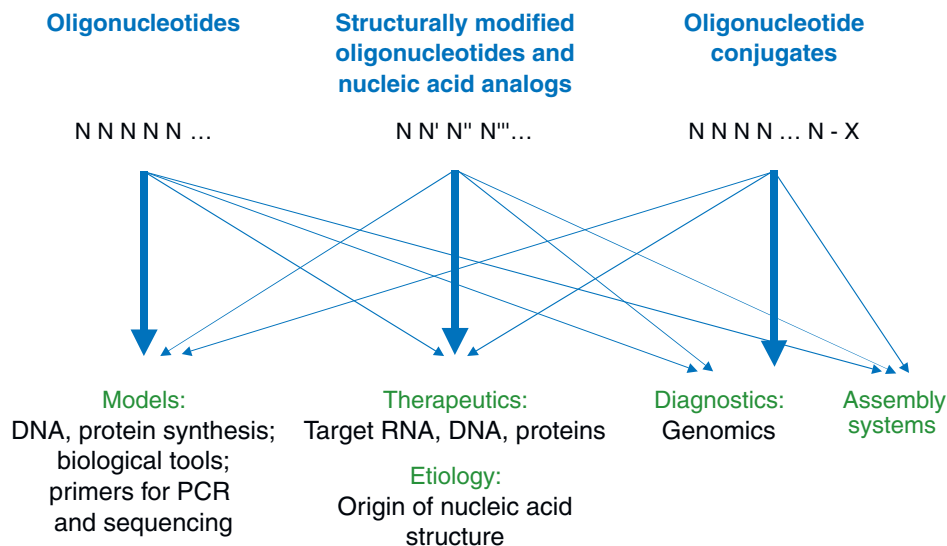 Oligonucleotides
Structurally modified
oligonucleotides and
nucleic acid analogs
Oligonucleotide
conjugates
N N N N N ...
N N' N'' N'''...
N N N N ... N - X
Models:
DNA, protein synthesis;
biological tools;
primers for PCR
and sequencing
Therapeutics:
Target RNA, DNA, proteins
Etiology:
Origin of nucleic acid
structure
Diagnostics:
Genomics
Assembly
systems